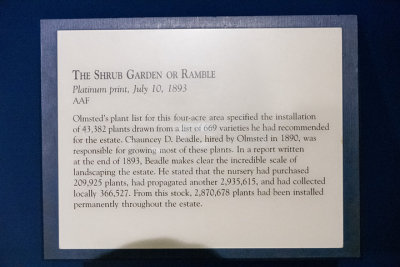 THE SHRUB GARDEN OR RAMBLE
Platinum print, July 10, 1893
AAF
Olmsted's plant list for this four-acre area specified the installation
of 43,382 plants drawn from a list of 669 varieties he had recommended
for the estate. Chauncey D. Beadle, hired by Olmsted in 1890, was
responsible for growing most of these plants. In a report written
at the end of 1893, Beadle makes clear the incredible scale of
landscaping the estate. He stated that the nursery had purchased
209,925 plants, had propagated another 2,935,615, and had collected
locally 366,527. From this stock, 2,870,678 plants had been installed
permanently throughout the estate.